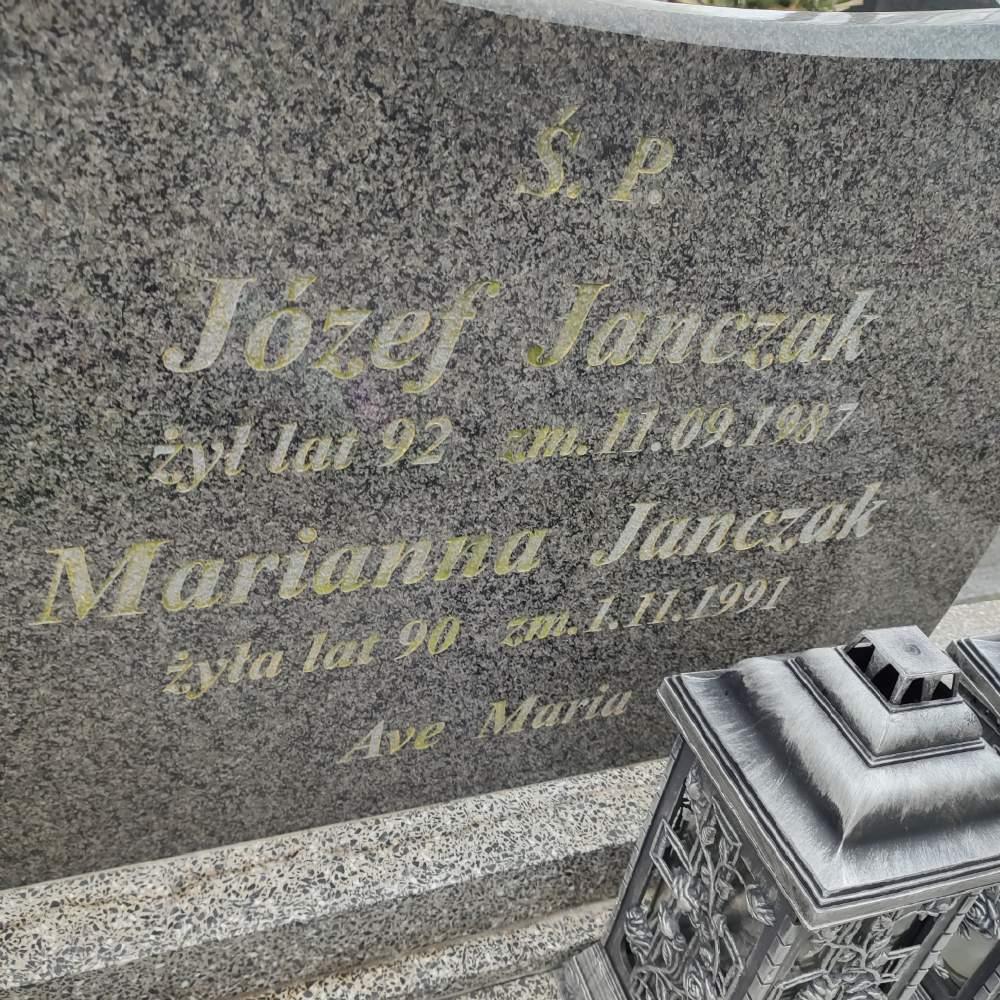 Ś. P.
Józef Janczak
żył lat 92 zm. 11.09.1987
Marianna Janczak
żyła lat 90 zm. 1.11.1991
Ave Maria